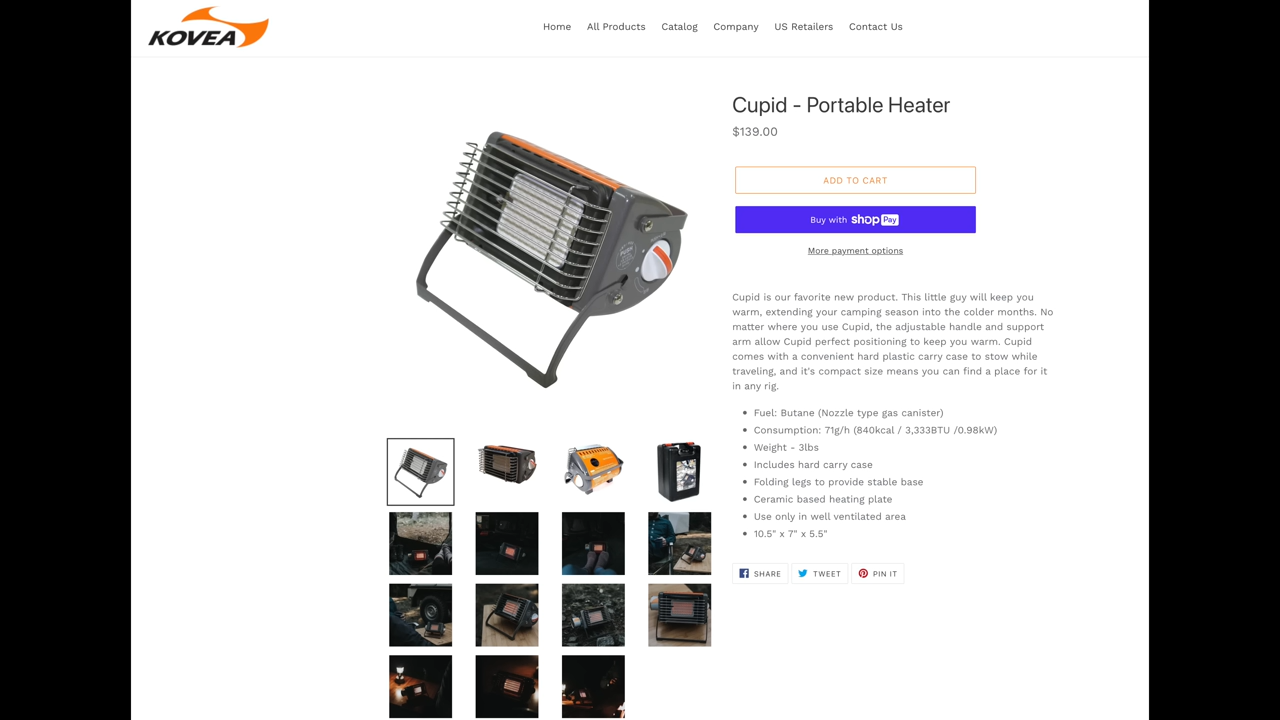 KOVEA
Home All Products Catalog Company US Retailers Contact Us
Cupid - Portable Heater
$139.00
ADD TO CART
Buy with shop Pay
More payment options
Cupid is our favorite new product. This little guy will keep you
warm, extending your camping season into the colder months. No
matter where you use Cupid, the adjustable handle and support
arm allow Cupid perfect positioning to keep you warm. Cupid
comes with a convenient hard plastic carry case to stow while
traveling, and it's compact size means you can find a place for it
in any rig.
• Fuel: Butane (Nozzle type gas canister)
• Consumption: 71g/h (840kcal / 3,333BTU /0.98kW)
• Weight - 3lbs
• Includes hard carry case
• Folding legs to provide stable base
• Ceramic based heating plate
• Use only in well ventilated area
• 10.5" x 7" x 5.5"
SHARE TWEET PIN IT